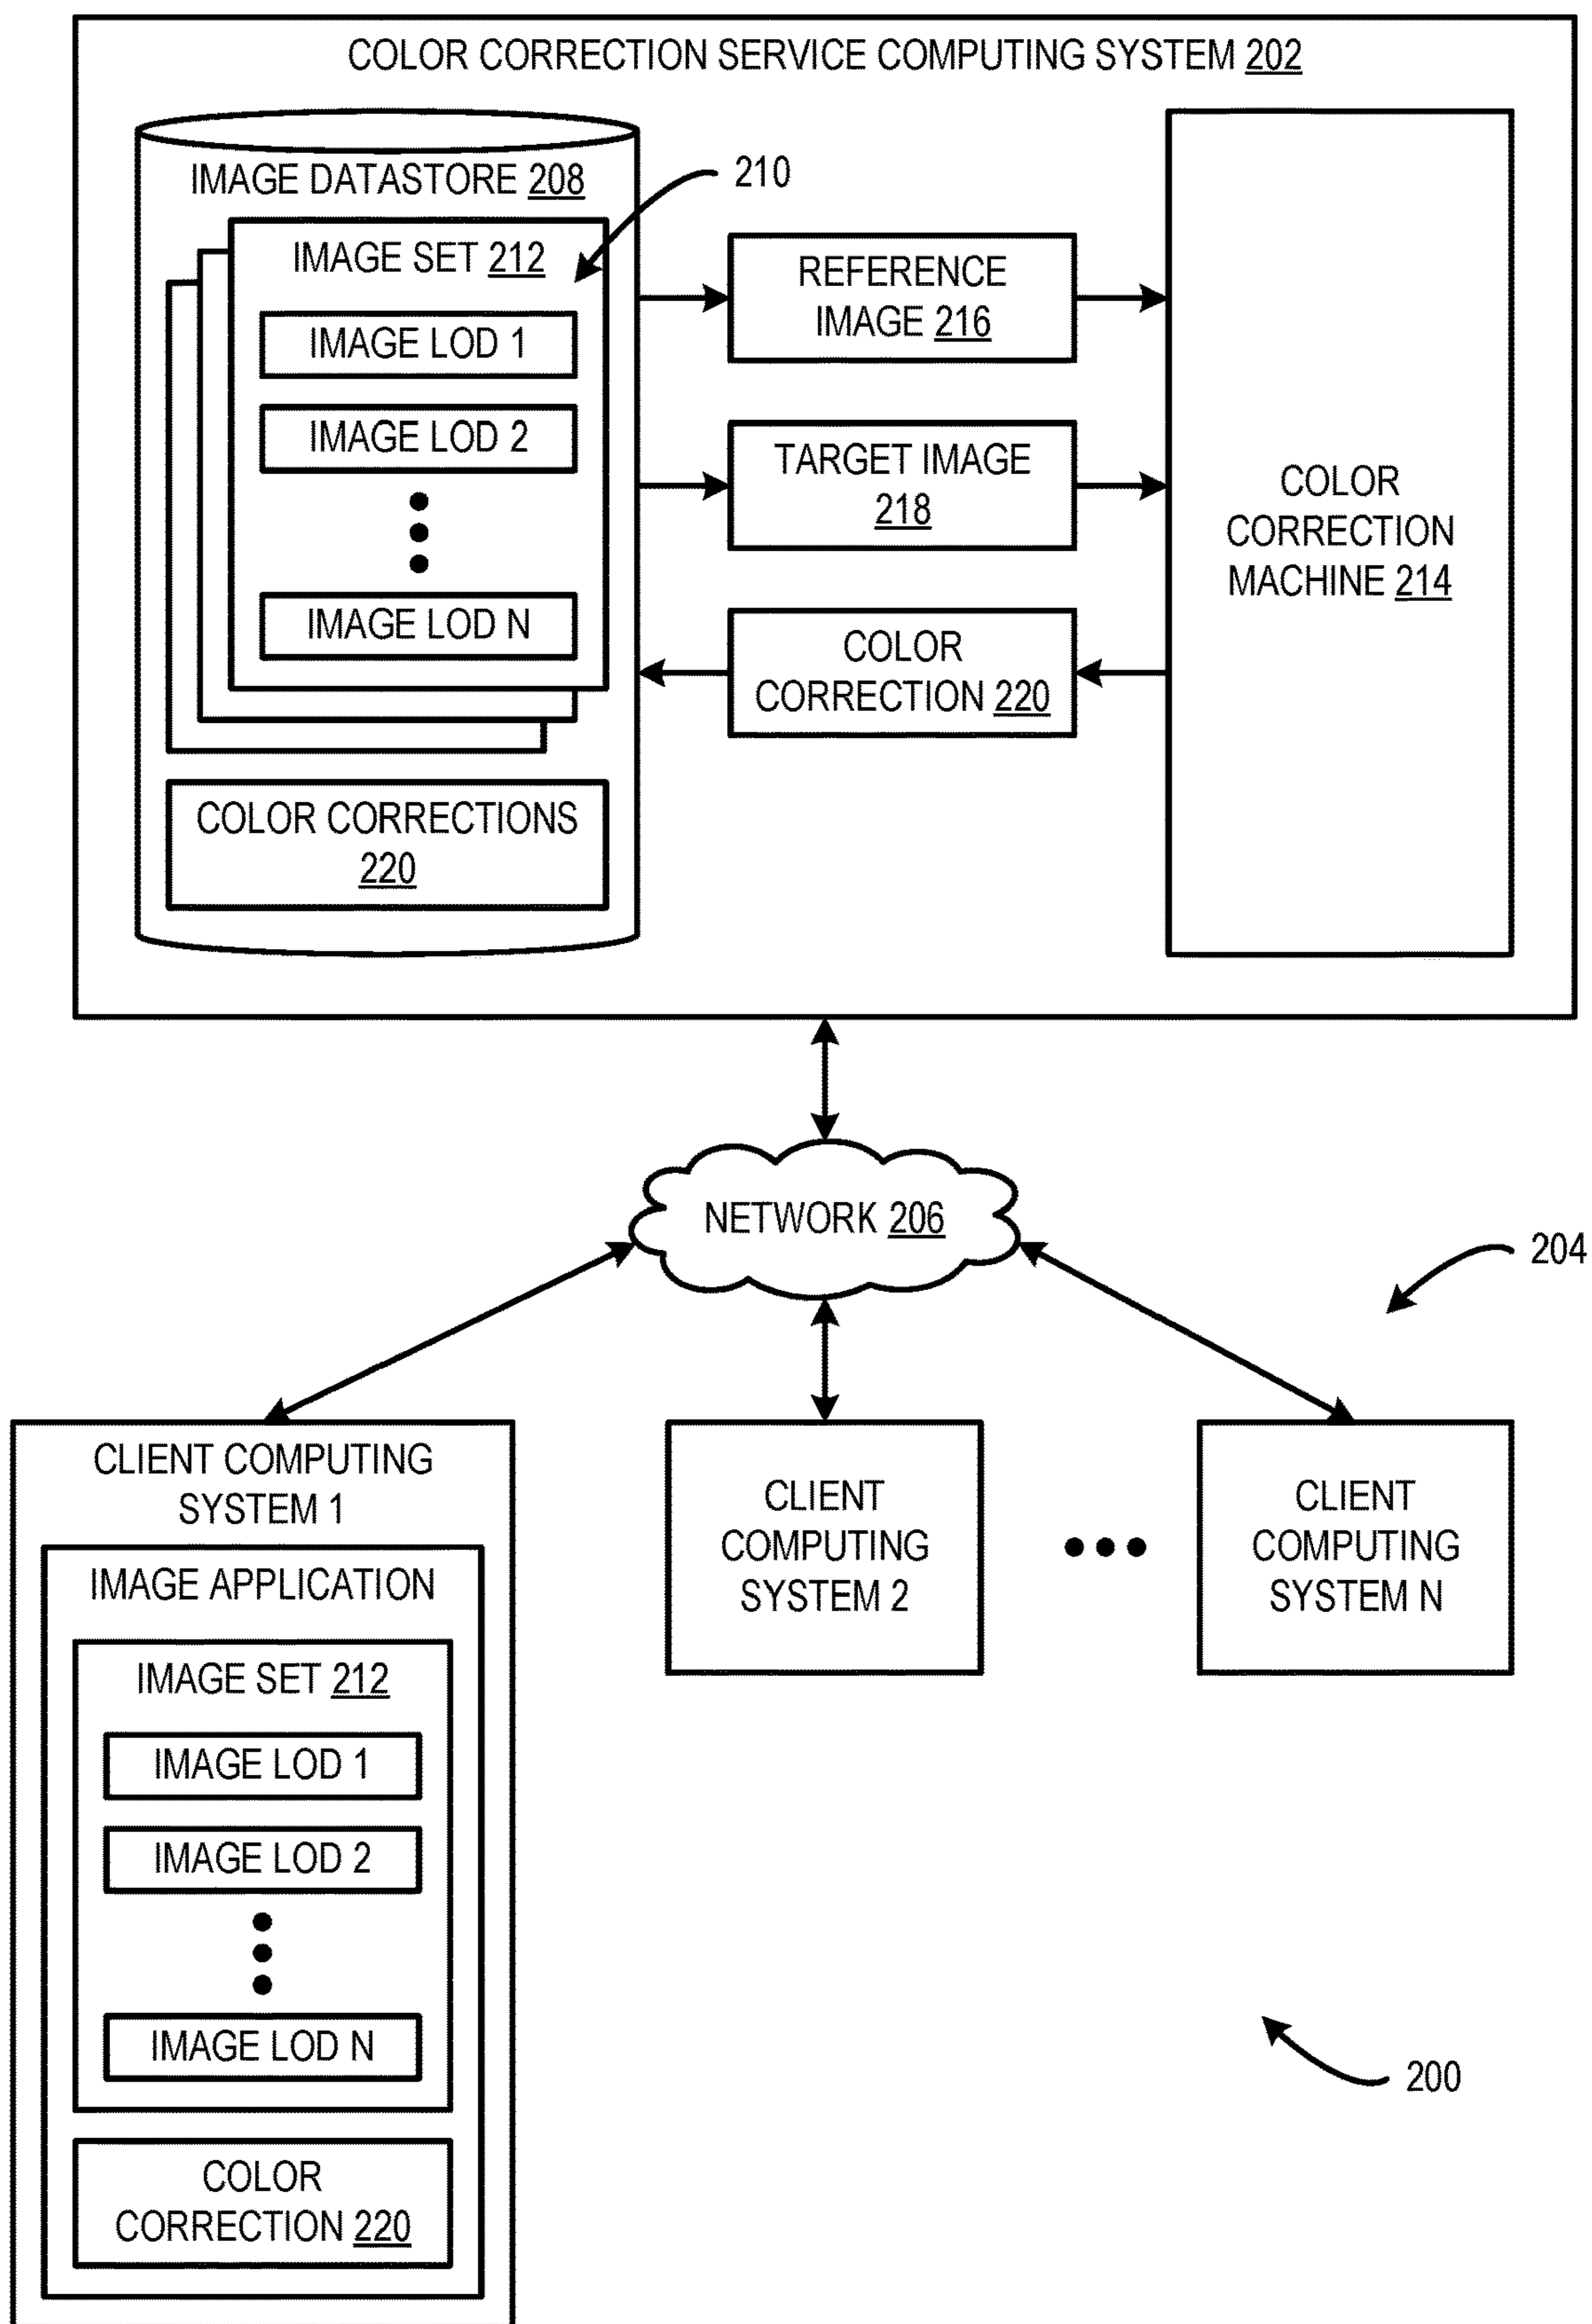 COLOR CORRECTION SERVICE COMPUTING SYSTEM 202
IMAGE DATASTORE 208
210
IMAGE SET 212
IMAGE LOD 1
IMAGE LOD 2
IMAGE LOD N
COLOR CORRECTIONS
220
REFERENCE
IMAGE 216
TARGET IMAGE
218
COLOR
CORRECTION 220
COLOR
CORRECTION
MACHINE 214
NETWORK 206
204
CLIENT COMPUTING
SYSTEM 1
IMAGE APPLICATION
IMAGE SET 212
IMAGE LOD 1
IMAGE LOD 2
IMAGE LOD N
COLOR
CORRECTION 220
CLIENT
COMPUTING
SYSTEM 2
CLIENT
COMPUTING
SYSTEM N
200